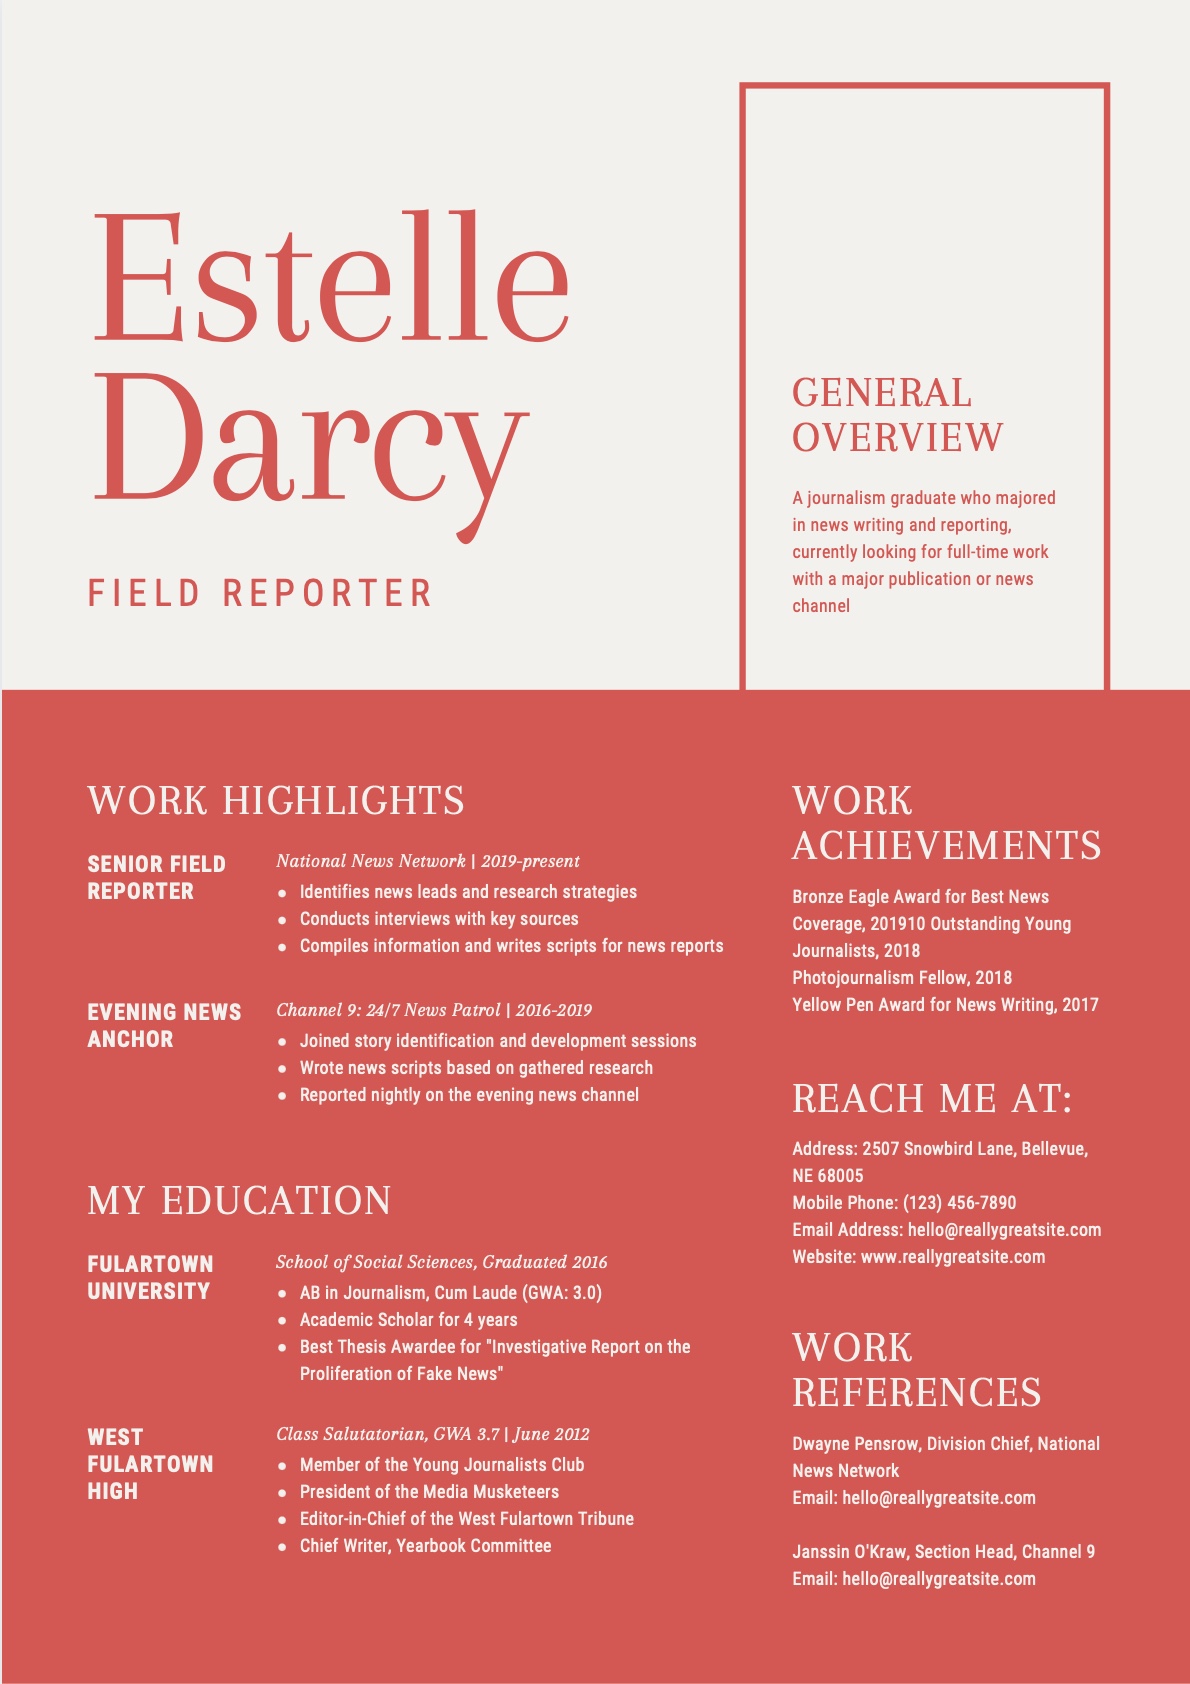 Estelle
Darcy
FIELD REPORTER
GENERAL
OVERVIEW
A journalism graduate who majored
in news writing and reporting,
currently looking for full-time work
with a major publication or news
channel
WORK HIGHLIGHTS
SENIOR FIELD
REPORTER
National News Network | 2019-present
● Identifies news leads and research strategies
● Conducts interviews with key sources
● Compiles information and writes scripts for news reports
EVENING NEWS
ANCHOR
Channel 9: 24/7 News Patrol | 2016-2019
● Joined story identification and development sessions
● Wrote news scripts based on gathered research
● Reported nightly on the evening news channel
MY EDUCATION
FULARTOWN
UNIVERSITY
School of Social Sciences, Graduated 2016
● AB in Journalism, Cum Laude (GWA: 3.0)
● Academic Scholar for 4 years
● Best Thesis Awardee for "Investigative Report on the
Proliferation of Fake News"
WEST
FULARTOWN
HIGH
Class Salutatorian, GWA 3.7 | June 2012
● Member of the Young Journalists Club
● President of the Media Musketeers
● Editor-in-Chief of the West Fulartown Tribune
● Chief Writer, Yearbook Committee
WORK
ACHIEVEMENTS
Bronze Eagle Award for Best News
Coverage, 201910 Outstanding Young
Journalists, 2018
Photojournalism Fellow, 2018
Yellow Pen Award for News Writing, 2017
REACH ME AT:
Address: 2507 Snowbird Lane, Bellevue,
NE 68005
Mobile Phone: (123) 456-7890
Email Address: hello@reallygreatsite.com
Website: www.reallygreatsite.com
WORK
REFERENCES
Dwayne Pensrow, Division Chief, National
News Network
Email: hello@reallygreatsite.com
Janssin O'Kraw, Section Head, Channel 9
Email: hello@reallygreatsite.com